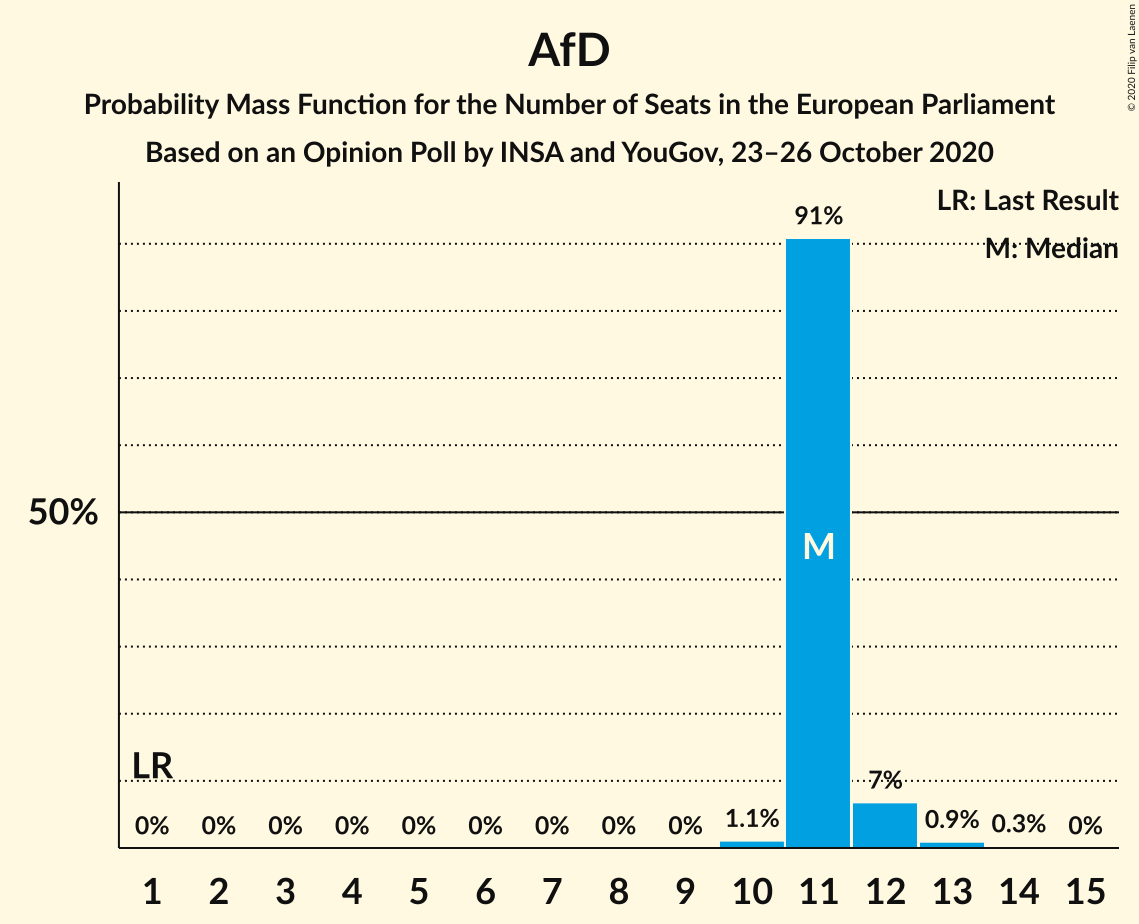 AfD
Probability Mass Function for the Number of Seats in the European Parliament
Based on an Opinion Poll by INSA and YouGov, 23–26 October 2020
© 2020 Filip van Laenen
LR: Last Result
M: Median
91%
50%
M
LR
7%
0% 0% 0% 0% 0% 0% 0% 0% 0% 1.1% 0.9% 0.3% 0%
1 2 3 4 5 6 7 8 9 10 11 12 13 14 15